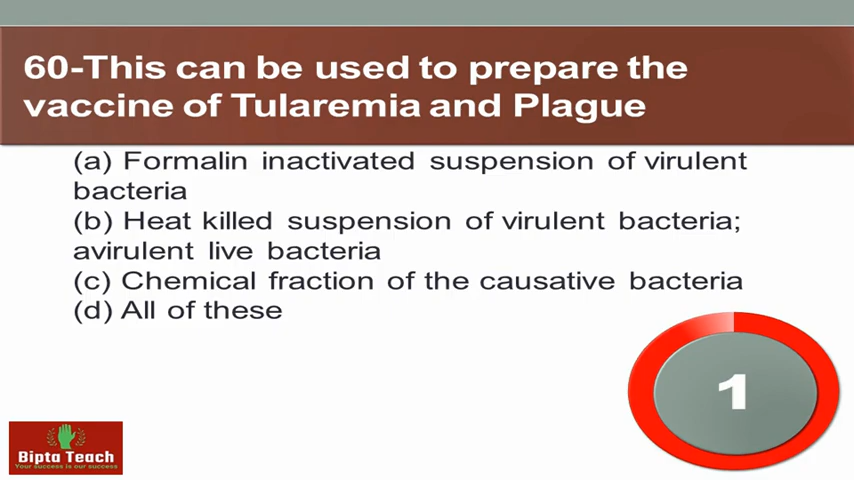 60-This can be used to prepare the
vaccine of Tularemia and Plague
(a) Formalin inactivated suspension of virulent
bacteria
(b) Heat killed suspension of virulent bacteria;
avirulent live bacteria
(c) Chemical fraction of the causative bacteria
(d) All of these
1
Bipta Teach
Your success is our success